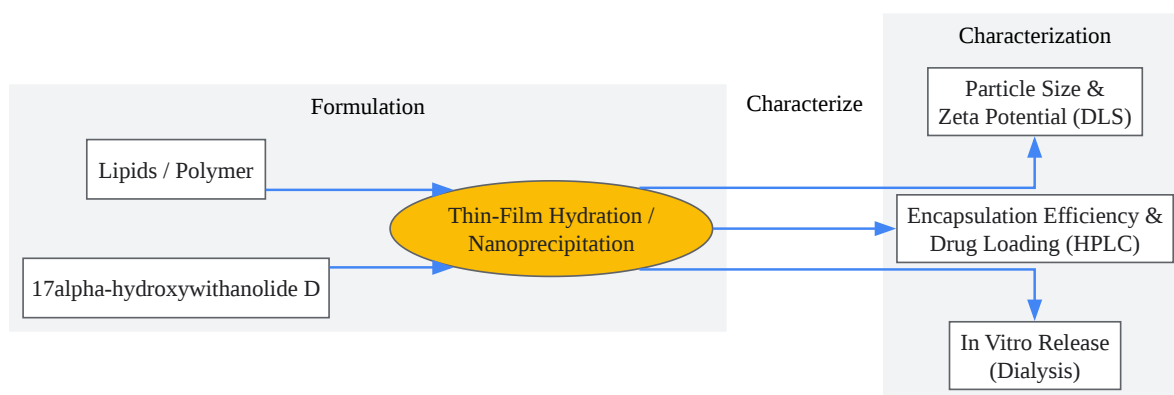 Formulation
Lipids / Polymer
17alpha-hydroxywithanolide D
Thin-Film Hydration /
Nanoprecipitation
Characterize
Characterization
Particle Size &
Zeta Potential (DLS)
Encapsulation Efficiency &
Drug Loading (HPLC)
In Vitro Release
(Dialysis)